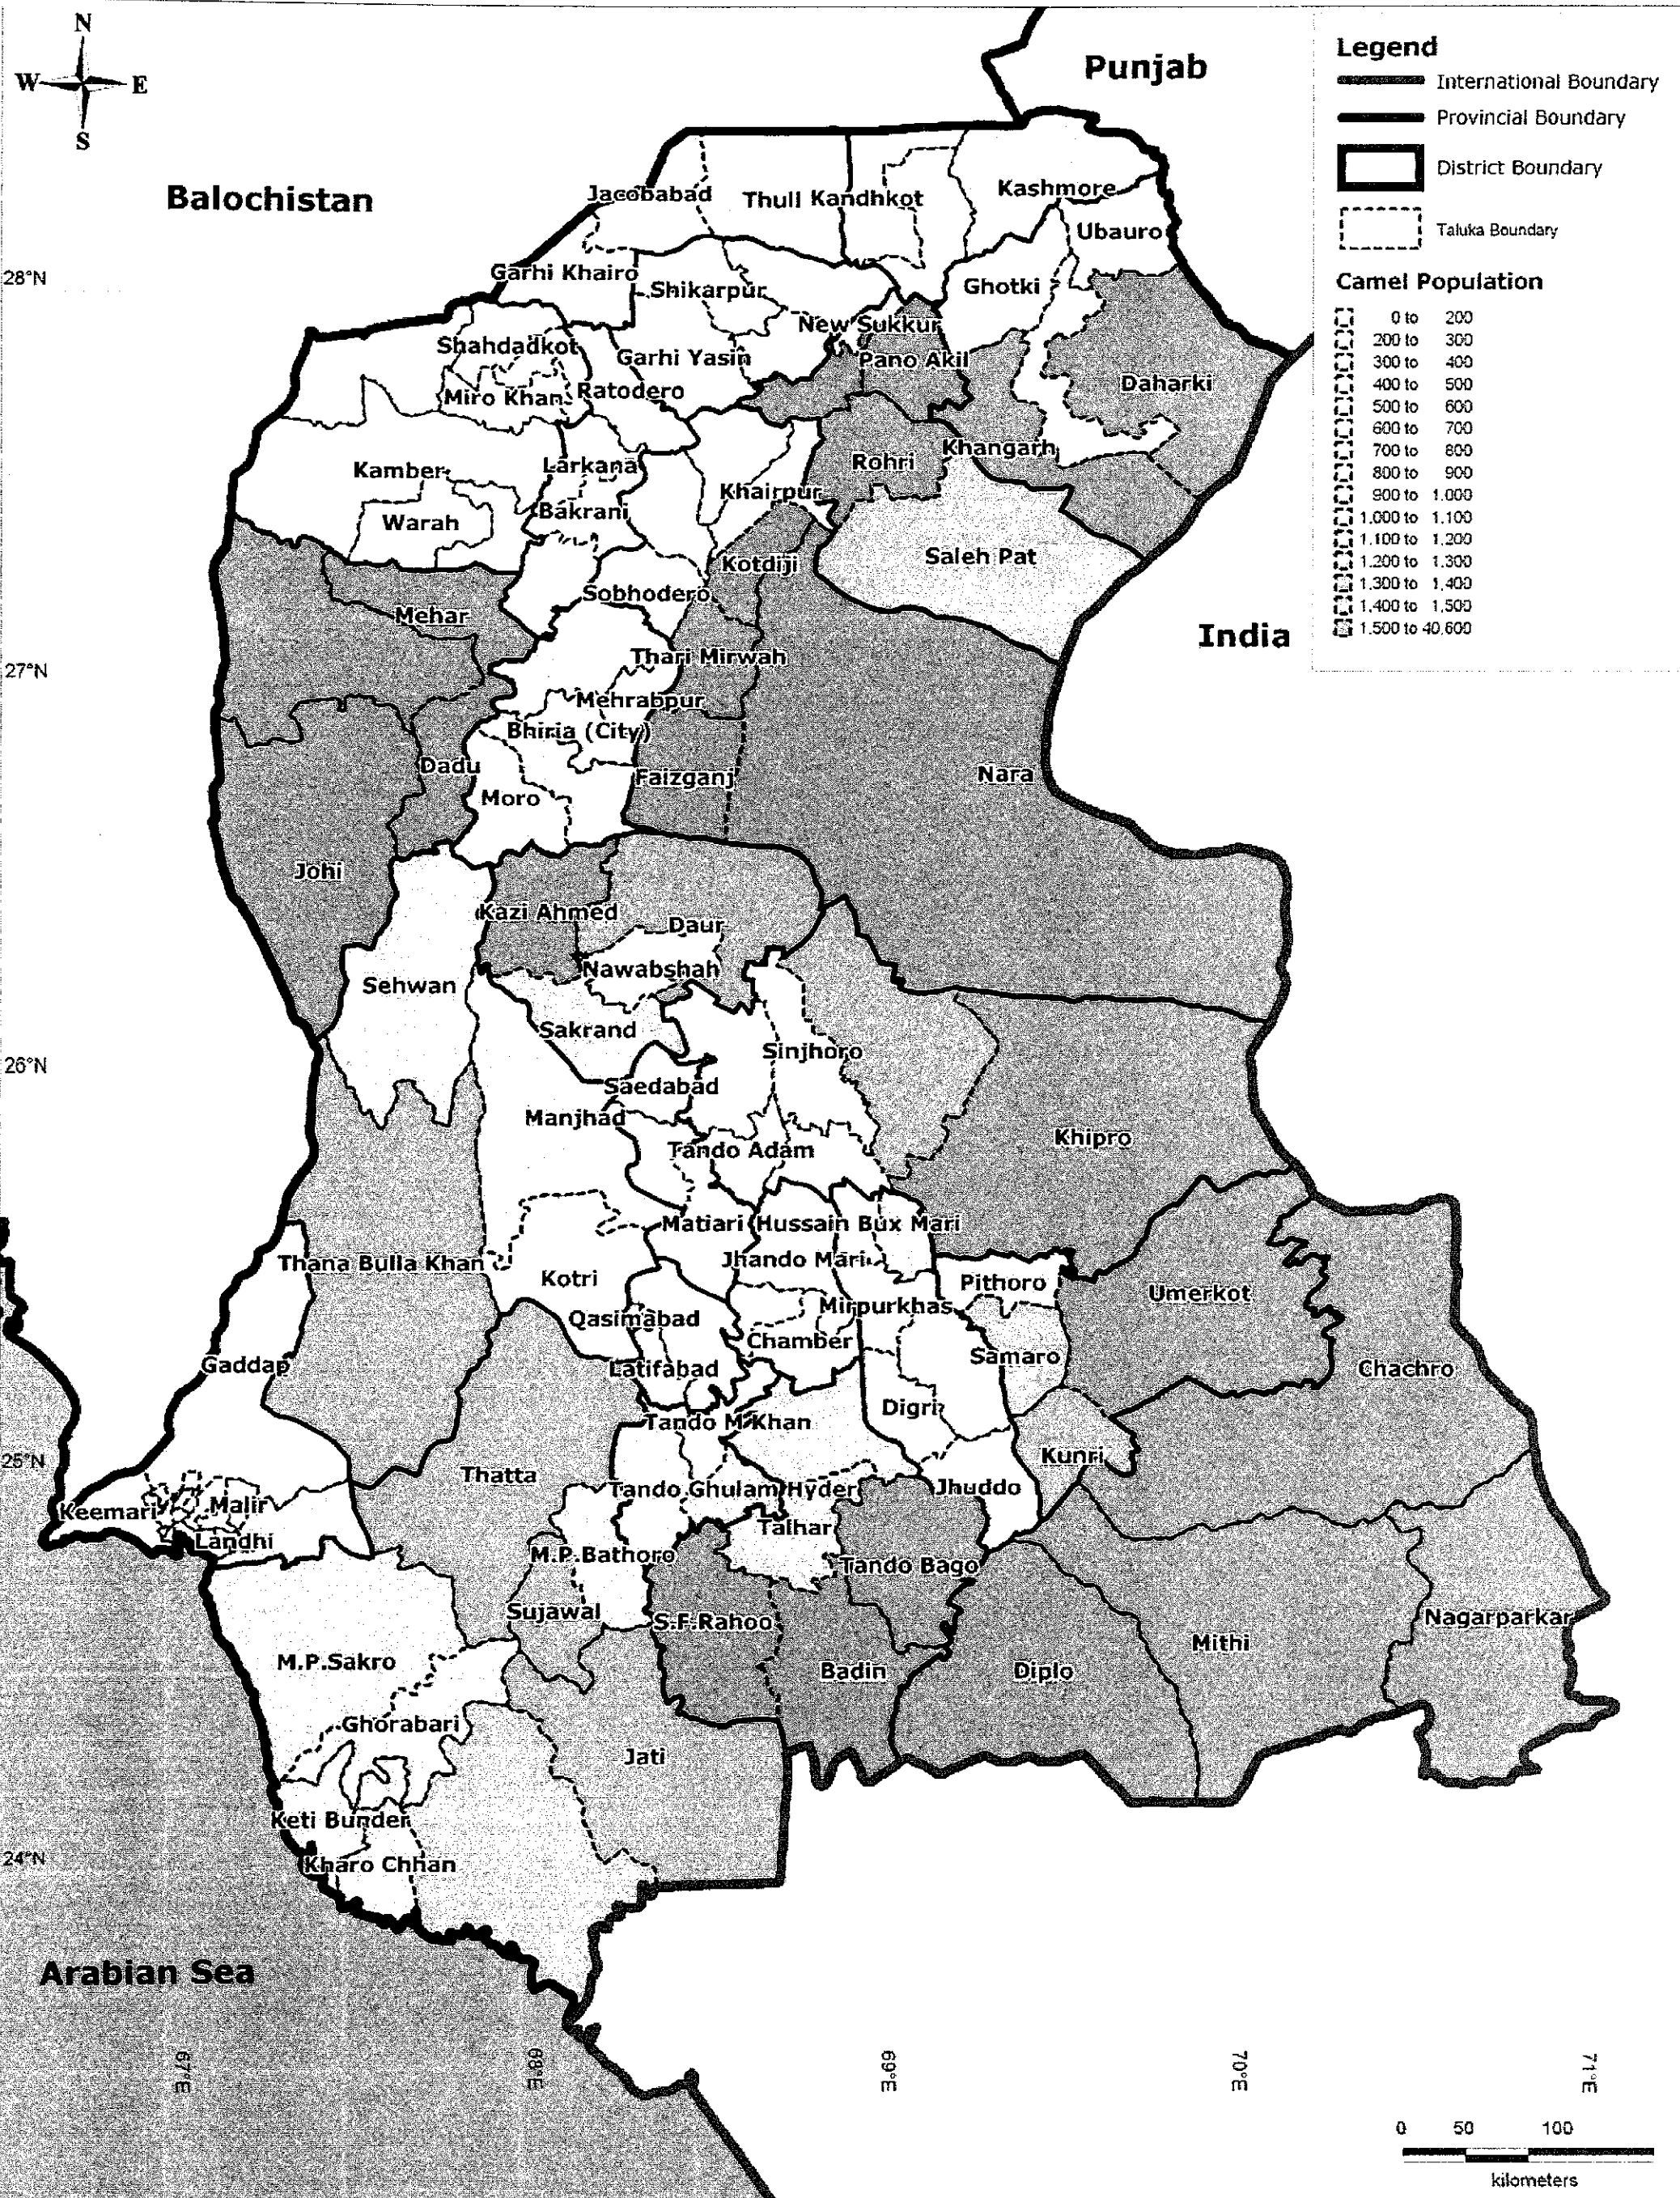 N
W E
S
Punjab
Balochistan
India
Arabian Sea
Legend
International Boundary
Provincial Boundary
District Boundary
Taluka Boundary
Camel Population
0 to 200
200 to 300
300 to 400
400 to 500
500 to 600
600 to 700
700 to 800
800 to 900
900 to 1,000
1,000 to 1,100
1,100 to 1,200
1,200 to 1,300
1,300 to 1,400
1,400 to 1,500
1,500 to 40,600
Jacobabad
Thull
Kandhkot
Kashmore
Ubauro
28°N
Garhi Khairo
Shikarpur
Ghotki
New Sukkur
Shahdadkot
Garhi Yasin
Pano Akil
Daharki
Miro Khan
Ratodero
Kamber
Larkana
Rohri
Khangarh
Khairpur
Warah
Bakrani
Kotdiji
Saleh Pat
Sobhodero
Mehar
27°N
Thari Mirwah
Mehrabpur
Bhiria (City)
Dadu
Moro
Faizganj
Nara
Johi
Kazi Ahmed
Daur
Nawabshah
Sehwan
Sakrand
Sinjhoro
26°N
Saedabad
Manjhad
Tando Adam
Khipro
Matiari
Hussain Bux Mari
Thana Bulla Khan
Kotri
Jhando Mari
Pithoro
Umerkot
Qasimabad
Mirpurkhas
Chamber
Gaddap
Latifabad
Samaro
Chachro
Digri
Tando M Khan
25°N
Thatta
Kunri
Keemari
Malir
Tando Ghulam Hyder
Jhuddo
Landhi
Talhar
M.P.Bathoro
Tando Bago
Sujawal
S.F.Rahoo
Nagarparkar
M.P.Sakro
Badin
Diplo
Mithi
Ghorabari
Jati
Keti Bunder
24°N
Kharo Chhan
67°E
68°E
69°E
70°E
71°E
0 50 100
kilometers